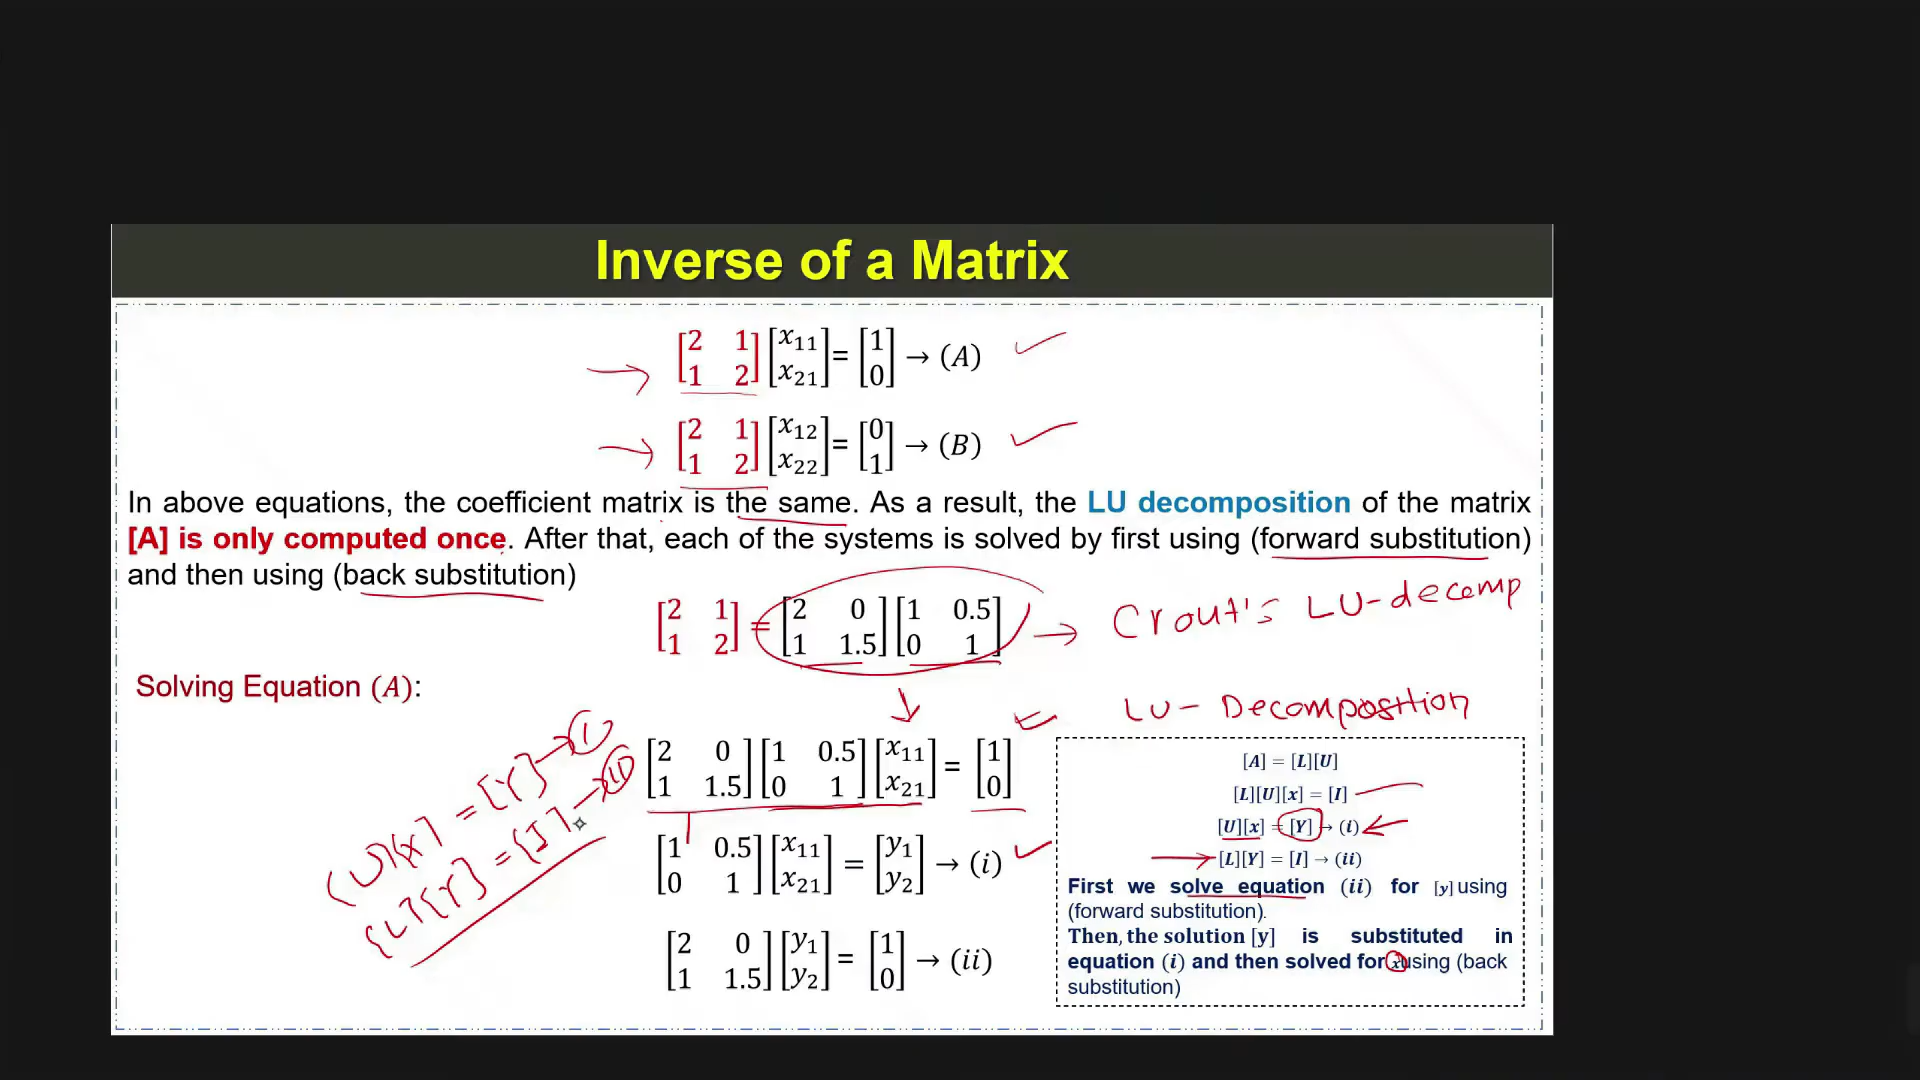 Inverse of a Matrix
[2 1; 1 2] [x₁₁; x₂₁] = [1; 0] → (A)
[2 1; 1 2] [x₁₂; x₂₂] = [0; 1] → (B)
In above equations, the coefficient matrix is the same. As a result, the LU decomposition of the matrix
[A] is only computed once. After that, each of the systems is solved by first using (forward substitution)
and then using (back substitution)
[2 1; 1 2] = [2 0; 1 1.5] [1 0.5; 0 1] → Crout's LU-decomp
Solving Equation (A):
LU - Decomposition
[2 0; 1 1.5] [1 0.5; 0 1] [x₁₁; x₂₁] = [1; 0]
[1 0.5; 0 1] [x₁₁; x₂₁] = [y₁; y₂] → (i)
[2 0; 1 1.5] [y₁; y₂] = [1; 0] → (ii)
[U][x] = [Y] → (i)
[L][Y] = [I] → (ii)
[A] = [L][U]
[L][U][x] = [I]
[U][x] = [Y] → (i)
[L][Y] = [I] → (ii)
First we solve equation (ii) for [y] using
(forward substitution).
Then, the solution [y] is substituted in
equation (i) and then solved for x using (back
substitution)